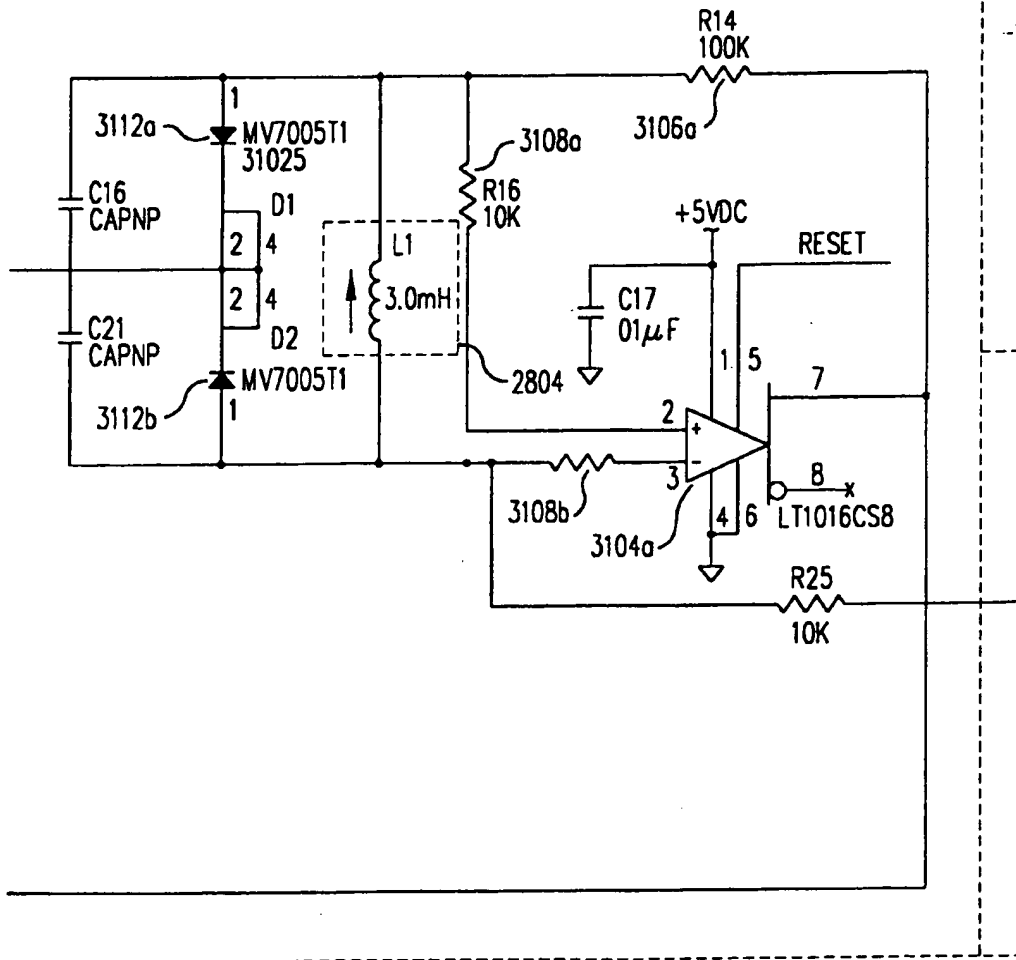 R14
100K
3106a
1
3112a
MV7005T1
31025
3108a
R16
10K
C16
CAPNP
D1
2 4
+5VDC
RESET
L1
3.0mH
C17
01µF
2 4
C21
CAPNP
D2
MV7005T1
2804
1 5
7
3112b
1
2
+
-
3
8
x
3108b
4 6
LT1016CS8
3104a
R25
10K